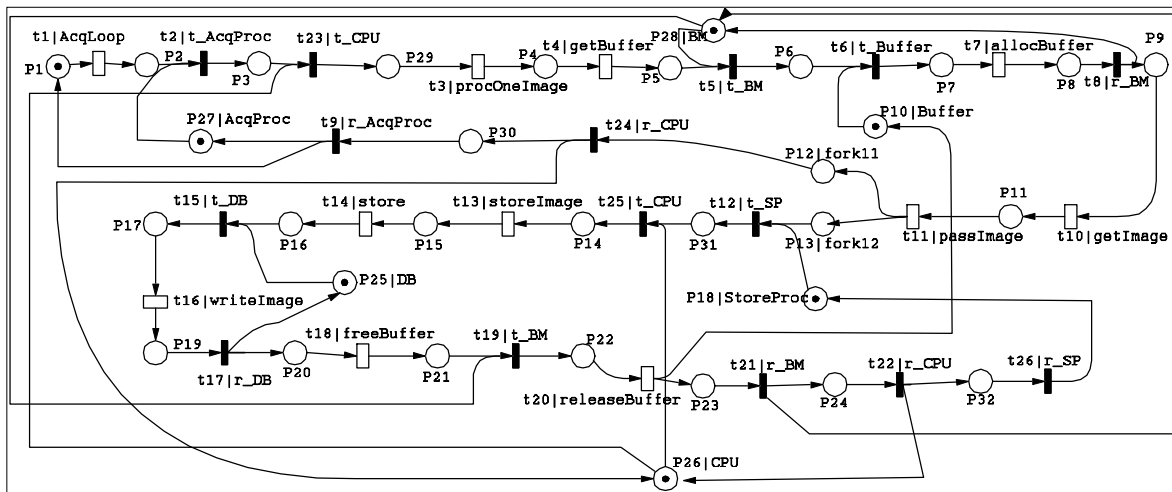 t1|AcqLoop
t2|t_AcqProc
t23|t_CPU
t4|getBuffer
P28|BM
P9
P1
P2
P3
P29
t3|procOneImage
P4
P5
t5|t_BM
P6
t6|t_Buffer
P7
t7|allocBuffer
P8
t8|r_BM
P27|AcqProc
t9|r_AcqProc
P30
t24|r_CPU
P10|Buffer
P12|fork11
P11
t15|t_DB
t14|store
t13|storeImage
t25|t_CPU
t12|t_SP
P17
P16
P15
P14
P31
P13|fork12
t11|passImage
t10|getImage
P25|DB
t16|writeImage
P18|StoreProc
P19
t18|freeBuffer
t19|t_BM
P22
t17|r_DB
P20
P21
t20|releaseBuffer
P23
t21|r_BM
P24
t22|r_CPU
P32
t26|r_SP
P26|CPU